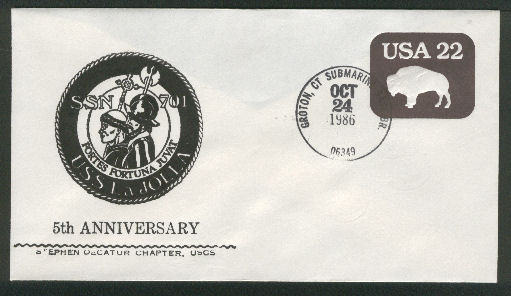 SSN 701
FORTES FORTUNA JUVAT
USS LA JOLLA
5th ANNIVERSARY
STEPHEN DECATUR CHAPTER, USCS
GROTON, CT SUBMARINE BR.
OCT
24
1986
06349
USA 22